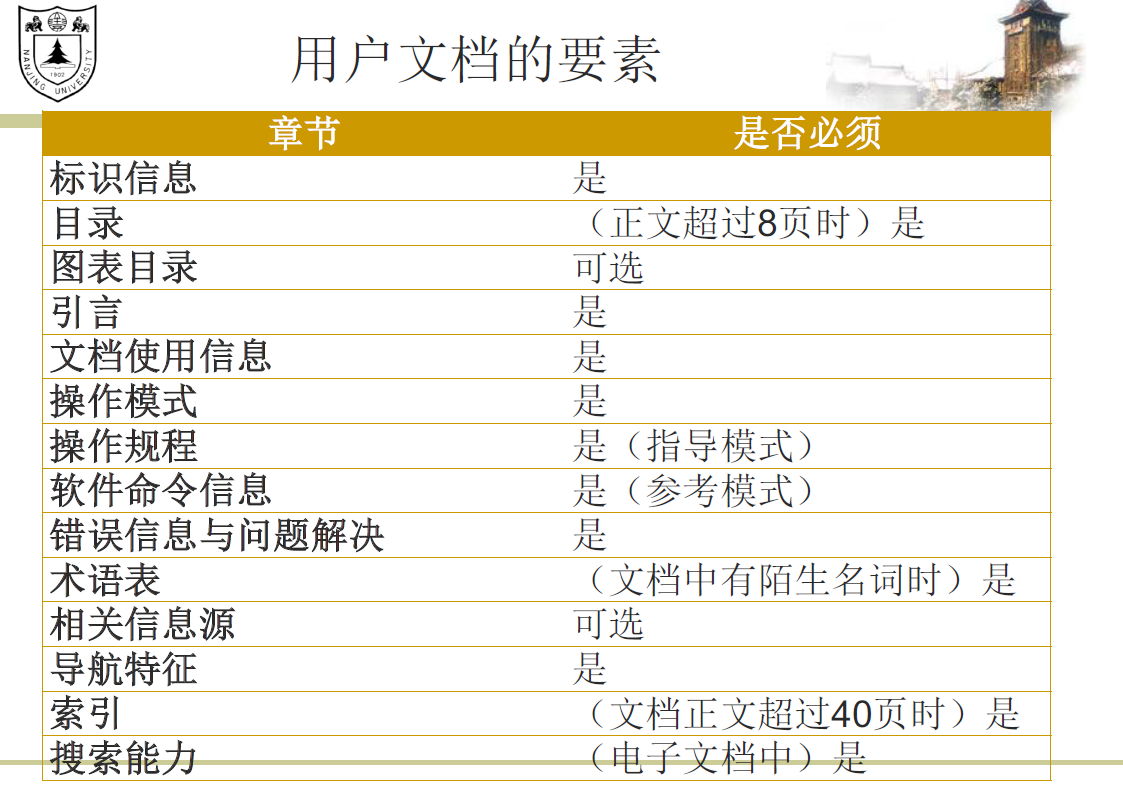 NANJING UNIVERSITY
1902
用户文档的要素
章节 是否必须
标识信息 是
目录 （正文超过8页时）是
图表目录 可选
引言 是
文档使用信息 是
操作模式 是
操作规程 是（指导模式）
软件命令信息 是（参考模式）
错误信息与问题解决 是
术语表 （文档中有陌生名词时）是
相关信息源 可选
导航特征 是
索引 （文档正文超过40页时）是
搜索能力 （电子文档中）是